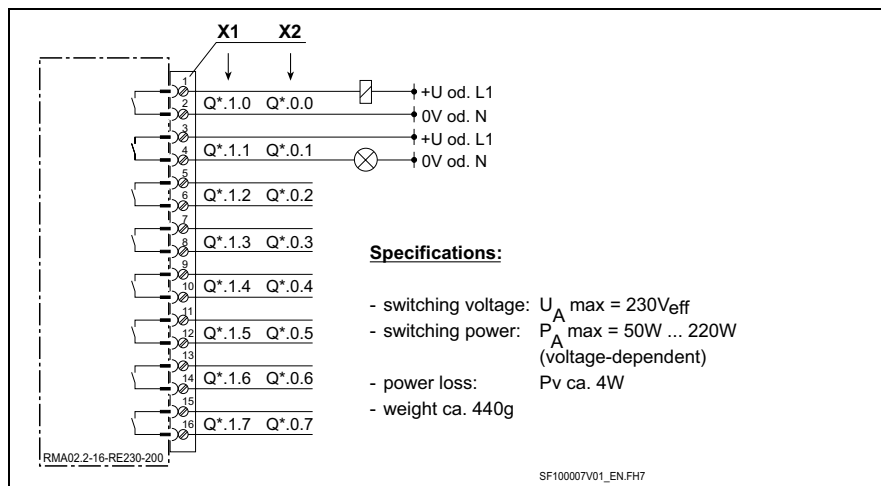 X1 X2
1
+U od. L1
2 Q*.1.0 Q*.0.0
0V od. N
3
+U od. L1
4 Q*.1.1 Q*.0.1
0V od. N
5
6 Q*.1.2 Q*.0.2
7
8 Q*.1.3 Q*.0.3
9
10 Q*.1.4 Q*.0.4
11
12 Q*.1.5 Q*.0.5
13
14 Q*.1.6 Q*.0.6
15
16 Q*.1.7 Q*.0.7
RMA02.2-16-RE230-200
Specifications:
- switching voltage: UA max = 230Veff
- switching power: PA max = 50W ... 220W
(voltage-dependent)
- power loss: Pv ca. 4W
- weight ca. 440g
SF100007V01_EN.FH7